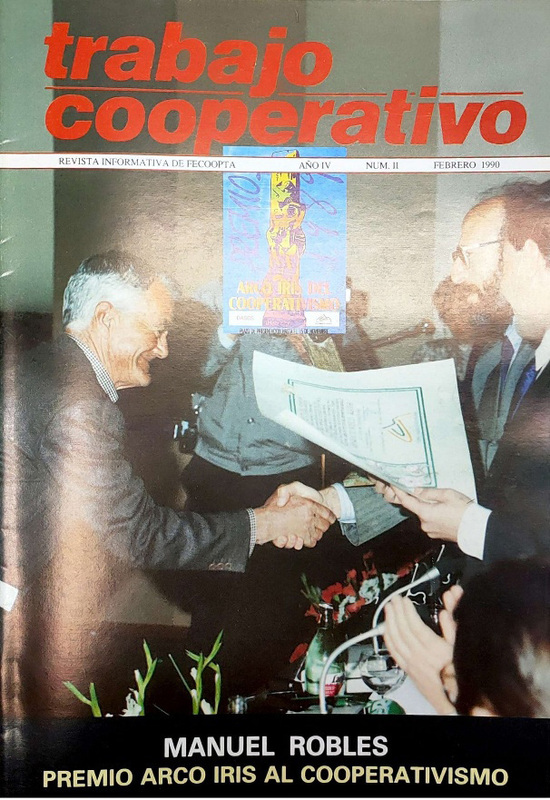 trabajo
cooperativo
REVISTA INFORMATIVA DE FECOOPTA AÑO IV NUM. II FEBRERO 1990
ARCO IRIS DEL
COOPERATIVISMO
MANUEL ROBLES
PREMIO ARCO IRIS AL COOPERATIVISMO